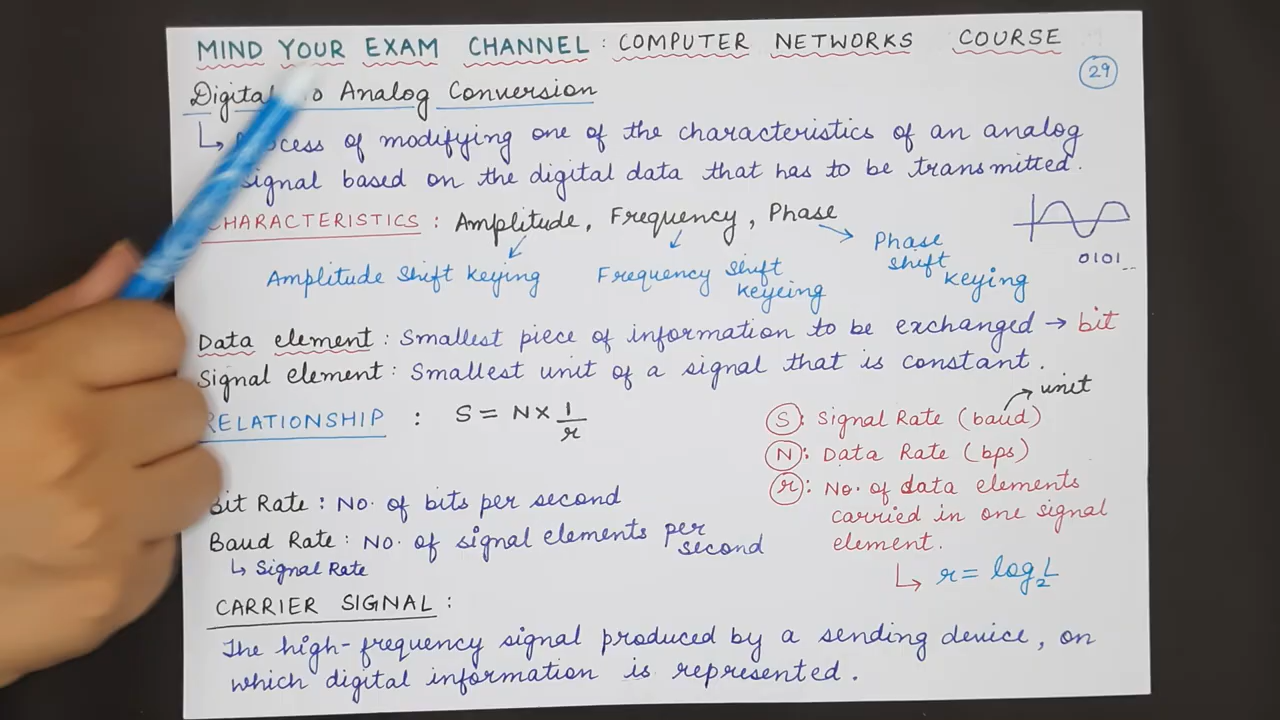 MIND YOUR EXAM CHANNEL : COMPUTER NETWORKS COURSE
29
Digital Analog Conversion
of modifying one of the characteristics of an analog
signal based on the digital data that has to be transmitted.
CHARACTERISTICS : Amplitude, Frequency, Phase
Amplitude Shift keying
Frequency Shift keyeing
Phase shift keying
0101..
Data element : Smallest piece of information to be exchanged → bit
Signal element : Smallest unit of a signal that is constant.
RELATIONSHIP : S = N × 1/r
unit
S : Signal Rate (baud)
N : Data Rate (bps)
r : No. of data elements
carried in one signal
element.
r = log₂L
Bit Rate : No. of bits per second
Baud Rate : No. of signal elements per second
Signal Rate
CARRIER SIGNAL :
The high-frequency signal produced by a sending device, on
which digital information is represented.